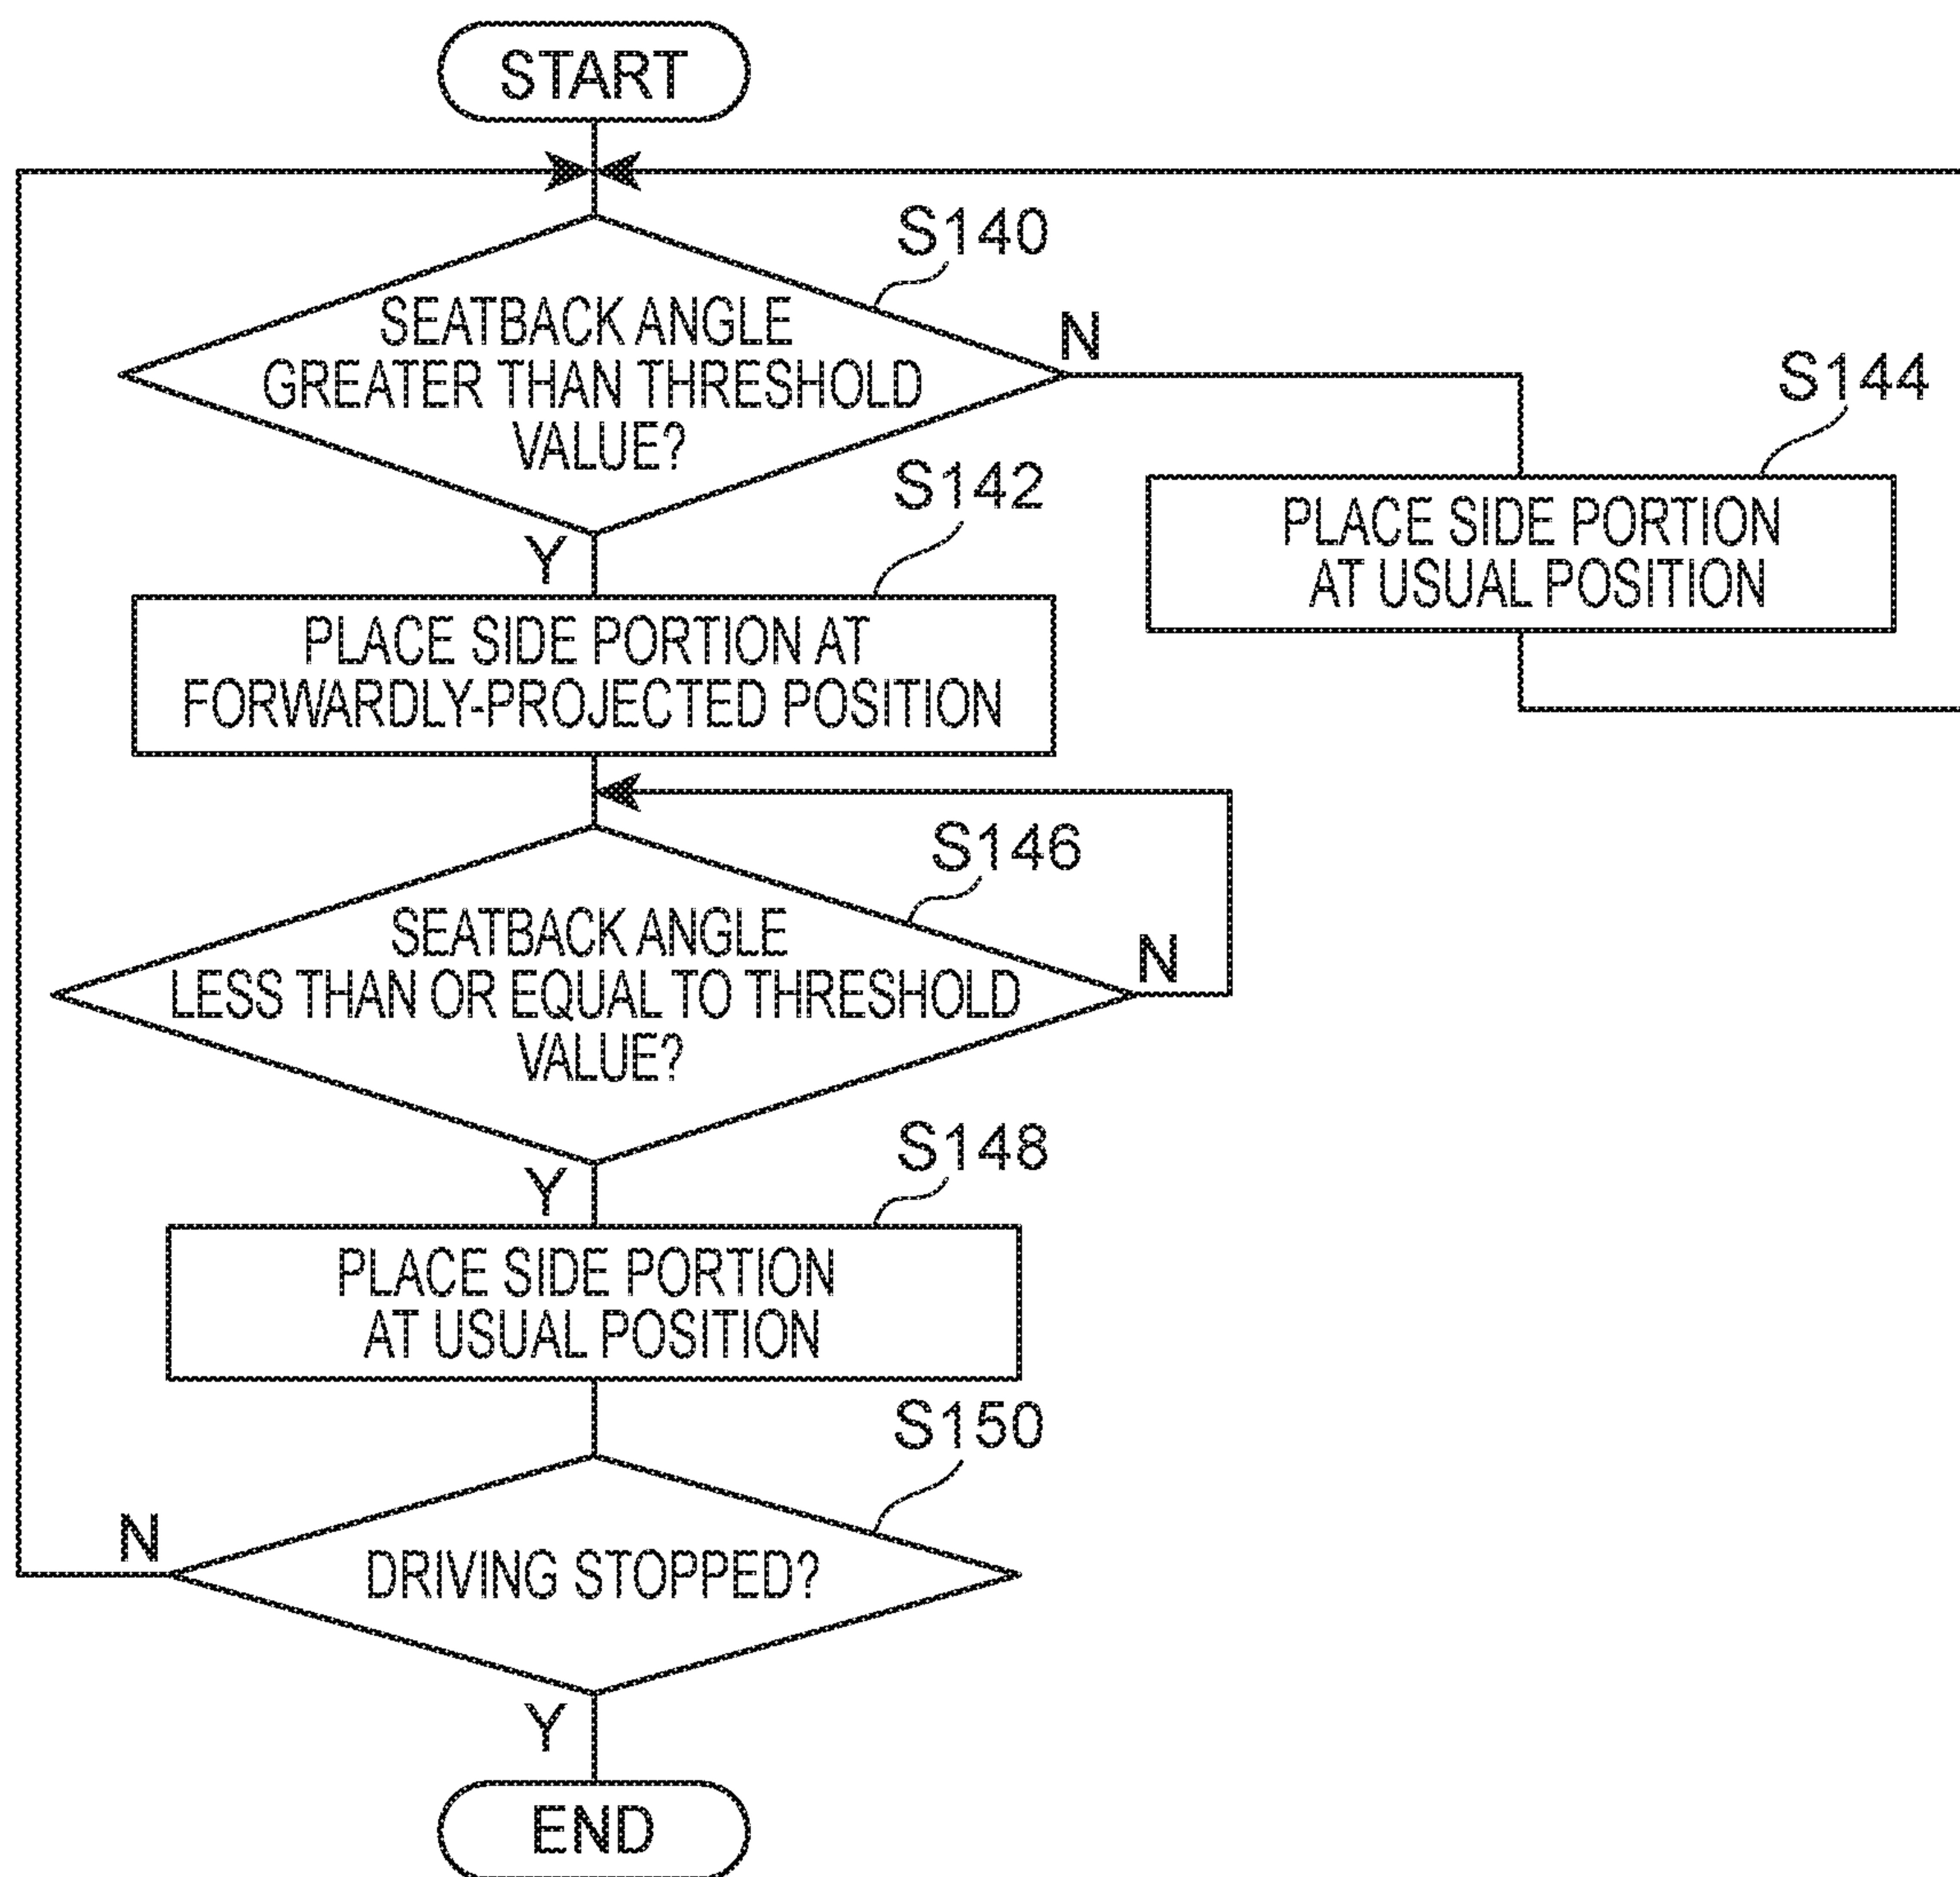 START
S140
SEATBACK ANGLE
GREATER THAN THRESHOLD
VALUE?
N
S144
PLACE SIDE PORTION
AT USUAL POSITION
Y
S142
PLACE SIDE PORTION AT
FORWARDLY-PROJECTED POSITION
S146
SEATBACK ANGLE
LESS THAN OR EQUAL TO THRESHOLD
VALUE?
N
Y
S148
PLACE SIDE PORTION
AT USUAL POSITION
S150
DRIVING STOPPED?
N
Y
END